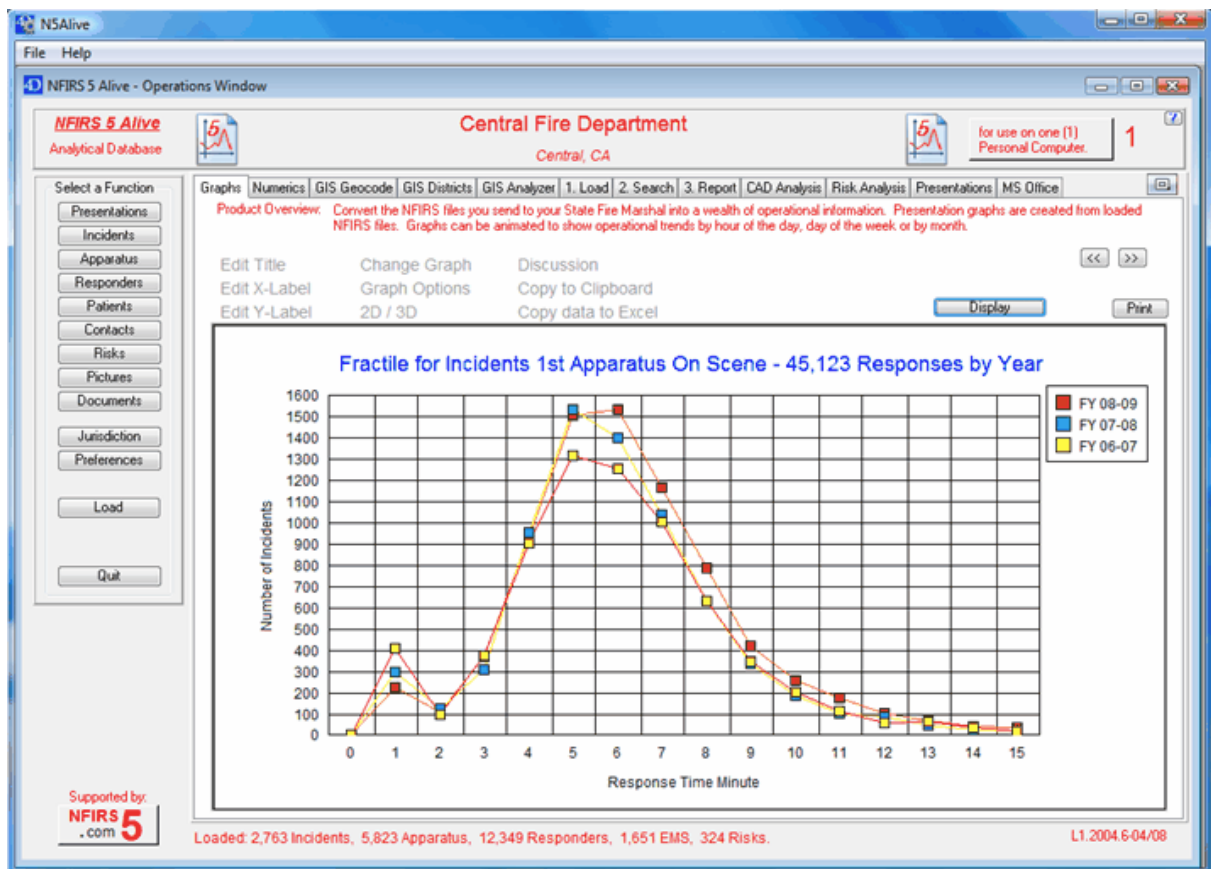 N5Alive
File Help
NFIRS 5 Alive - Operations Window
NFIRS 5 Alive
Analytical Database
5
Central Fire Department
Central, CA
5
for use on one (1)
Personal Computer.
1
?
Select a Function
Presentations
Incidents
Apparatus
Responders
Patients
Contacts
Risks
Pictures
Documents
Jurisdiction
Preferences
Load
Quit
Supported by:
NFIRS 5
.com
Graphs Numerics GIS Geocode GIS Districts GIS Analyzer 1. Load 2. Search 3. Report CAD Analysis Risk Analysis Presentations MS Office
Product Overview: Convert the NFIRS files you send to your State Fire Marshal into a wealth of operational information. Presentation graphs are created from loaded
NFIRS files. Graphs can be animated to show operational trends by hour of the day, day of the week or by month.
Edit Title Change Graph Discussion
<< >>
Edit X-Label Graph Options Copy to Clipboard
Edit Y-Label 2D / 3D Copy data to Excel
Display Print
Fractile for Incidents 1st Apparatus On Scene - 45,123 Responses by Year
FY 08-09
FY 07-08
FY 06-07
Number of Incidents
1600
1500
1400
1300
1200
1100
1000
900
800
700
600
500
400
300
200
100
0
0 1 2 3 4 5 6 7 8 9 10 11 12 13 14 15
Response Time Minute
Loaded: 2,763 Incidents, 5,823 Apparatus, 12,349 Responders, 1,651 EMS, 324 Risks.
L1.2004.6-04/08